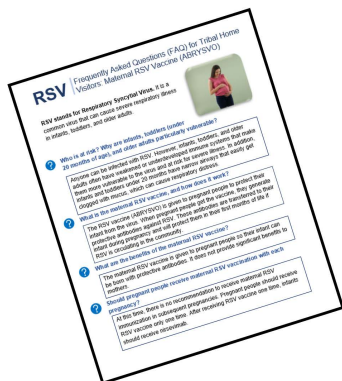 RSV
Frequently Asked Questions (FAQ) for Tribal Home
Visitors: Maternal RSV Vaccine (ABRYSVO)
RSV stands for Respiratory Syncytial Virus. It is a
common virus that can cause severe respiratory illness
in infants, toddlers, and older adults.
Who is at risk? Why are infants, toddlers (under
20 months of age), and older adults particularly vulnerable?
Anyone can be infected with RSV. However, infants, toddlers, and older
adults often have weakened or underdeveloped immune systems that make
them more vulnerable to the virus and at risk for severe illness. In addition,
infants and toddlers under 20 months have narrow airways that easily get
clogged with mucus, which can cause respiratory distress.
What is the maternal RSV vaccine, and how does it work?
The RSV vaccine (ABRYSVO) is given to pregnant people to protect their
infant from the virus. When pregnant people get the vaccine, they generate
protective antibodies against RSV. These antibodies are transferred to their
infant during pregnancy and will protect them in their first months of life if
RSV is circulating in the community.
What are the benefits of the maternal RSV vaccine?
The maternal RSV vaccine is given to pregnant people so their infant can
be born with protective antibodies. It does not provide significant benefits to
mothers.
Should pregnant people receive maternal RSV vaccination with each
pregnancy?
At this time, there is no recommendation to receive maternal RSV
immunization in subsequent pregnancies. Pregnant people should receive
RSV vaccine only one time. After receiving RSV vaccine one time, infants
should receive nirsevimab.